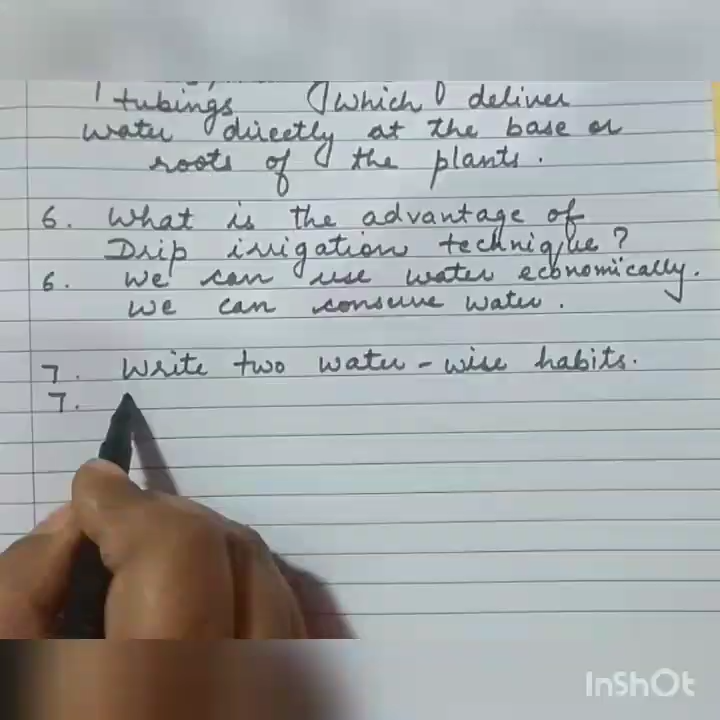 tubings which deliver
water directly at the base or
roots of the plants.
6. What is the advantage of
Drip irrigation technique?
6. We can use water economically.
We can conserve water.
7. Write two water-wise habits.
7.
InShOt